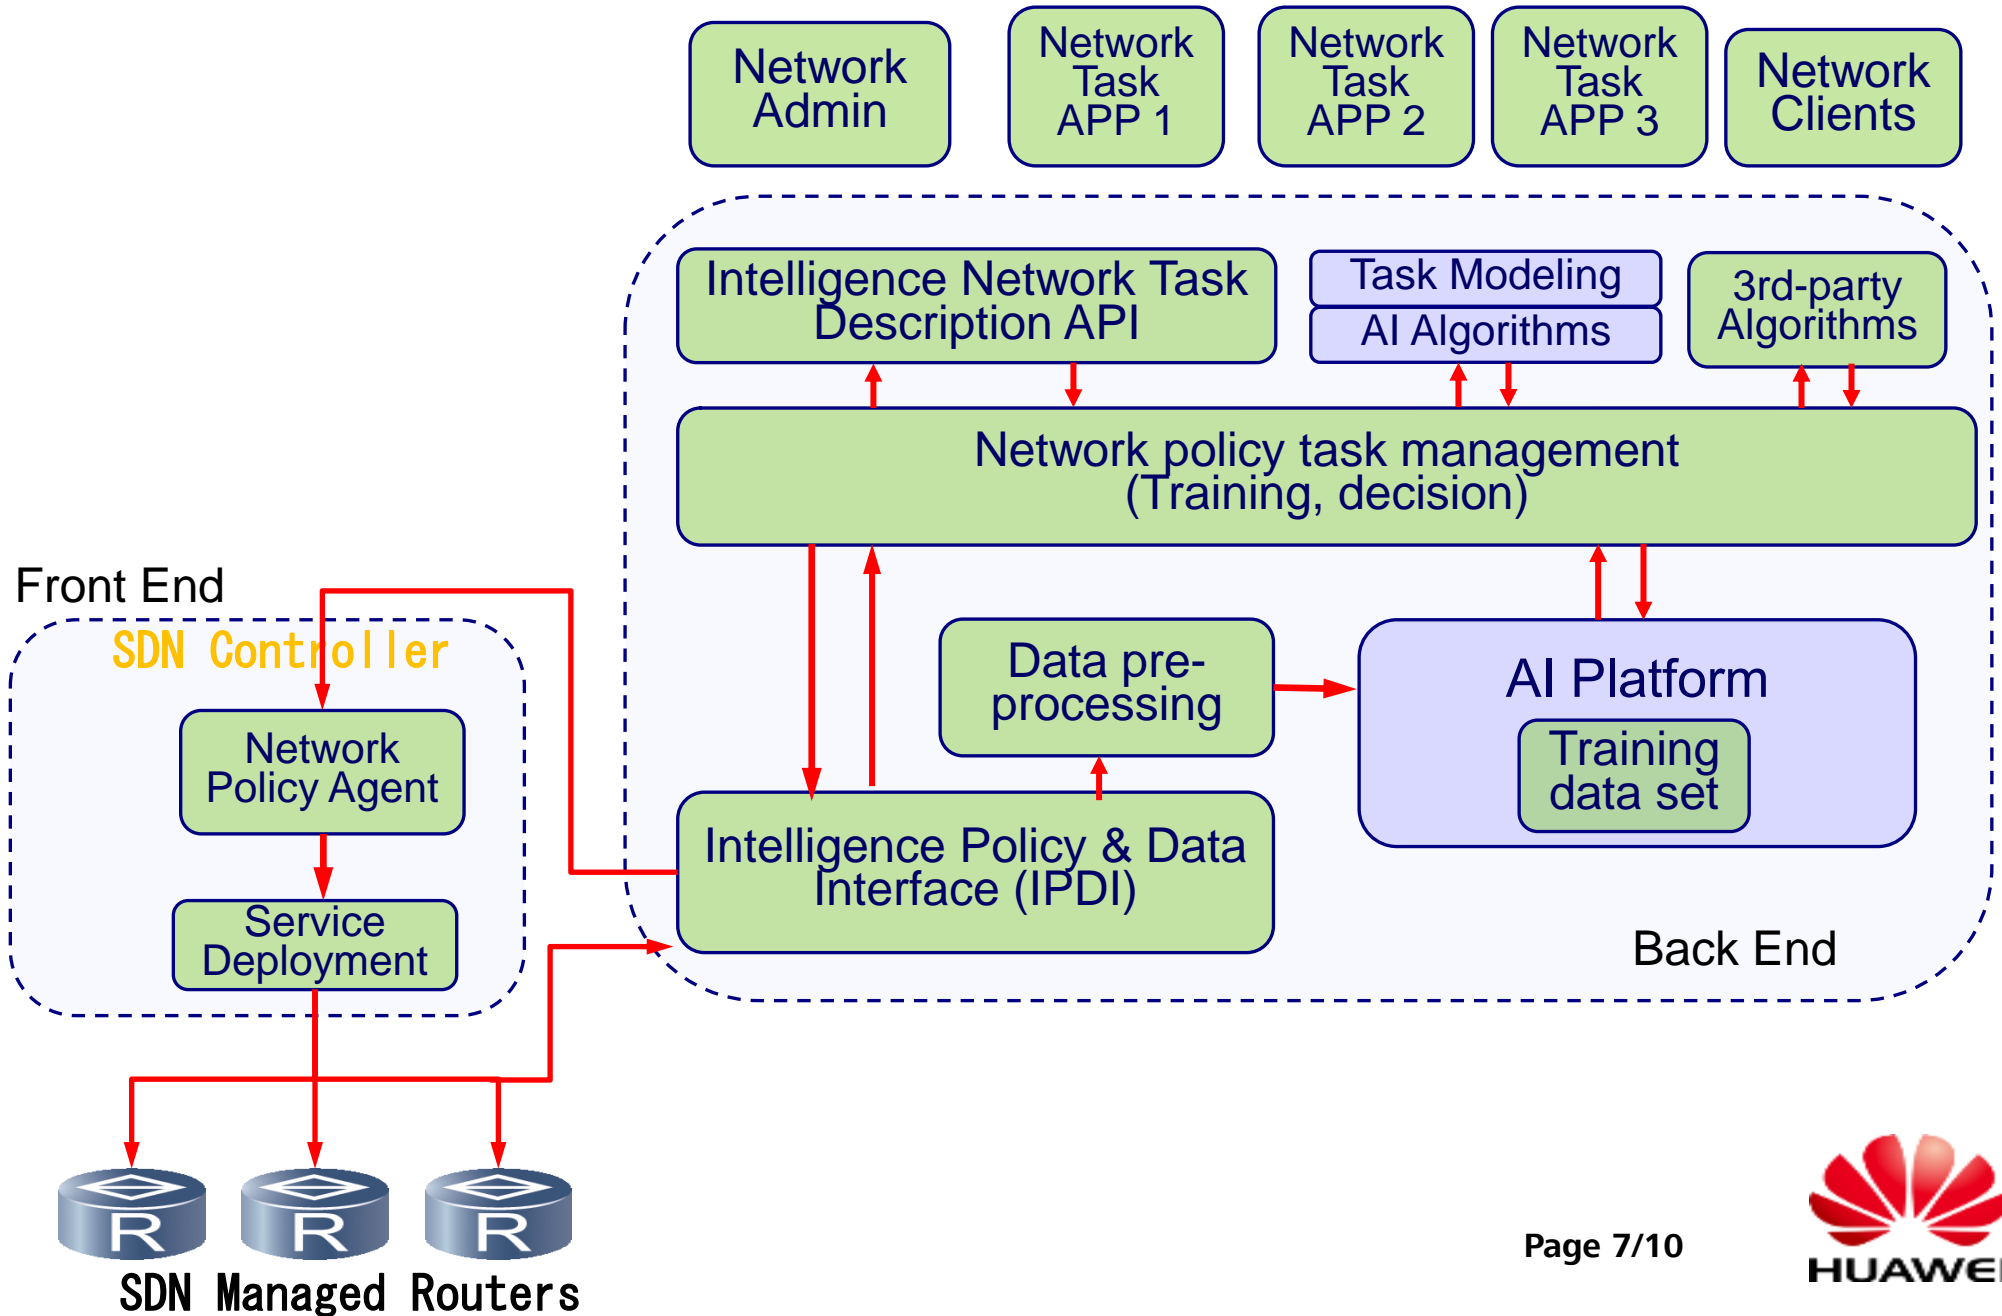 Network
Admin
Network
Task
APP 1
Network
Task
APP 2
Network
Task
APP 3
Network
Clients
Intelligence Network Task
Description API
Task Modeling
AI Algorithms
3rd-party
Algorithms
Network policy task management
(Training, decision)
Front End
SDN Controller
Network
Policy Agent
Service
Deployment
Data pre-
processing
AI Platform
Training
data set
Intelligence Policy & Data
Interface (IPDI)
Back End
R
R
R
SDN Managed Routers
Page 7/10
HUAWEI